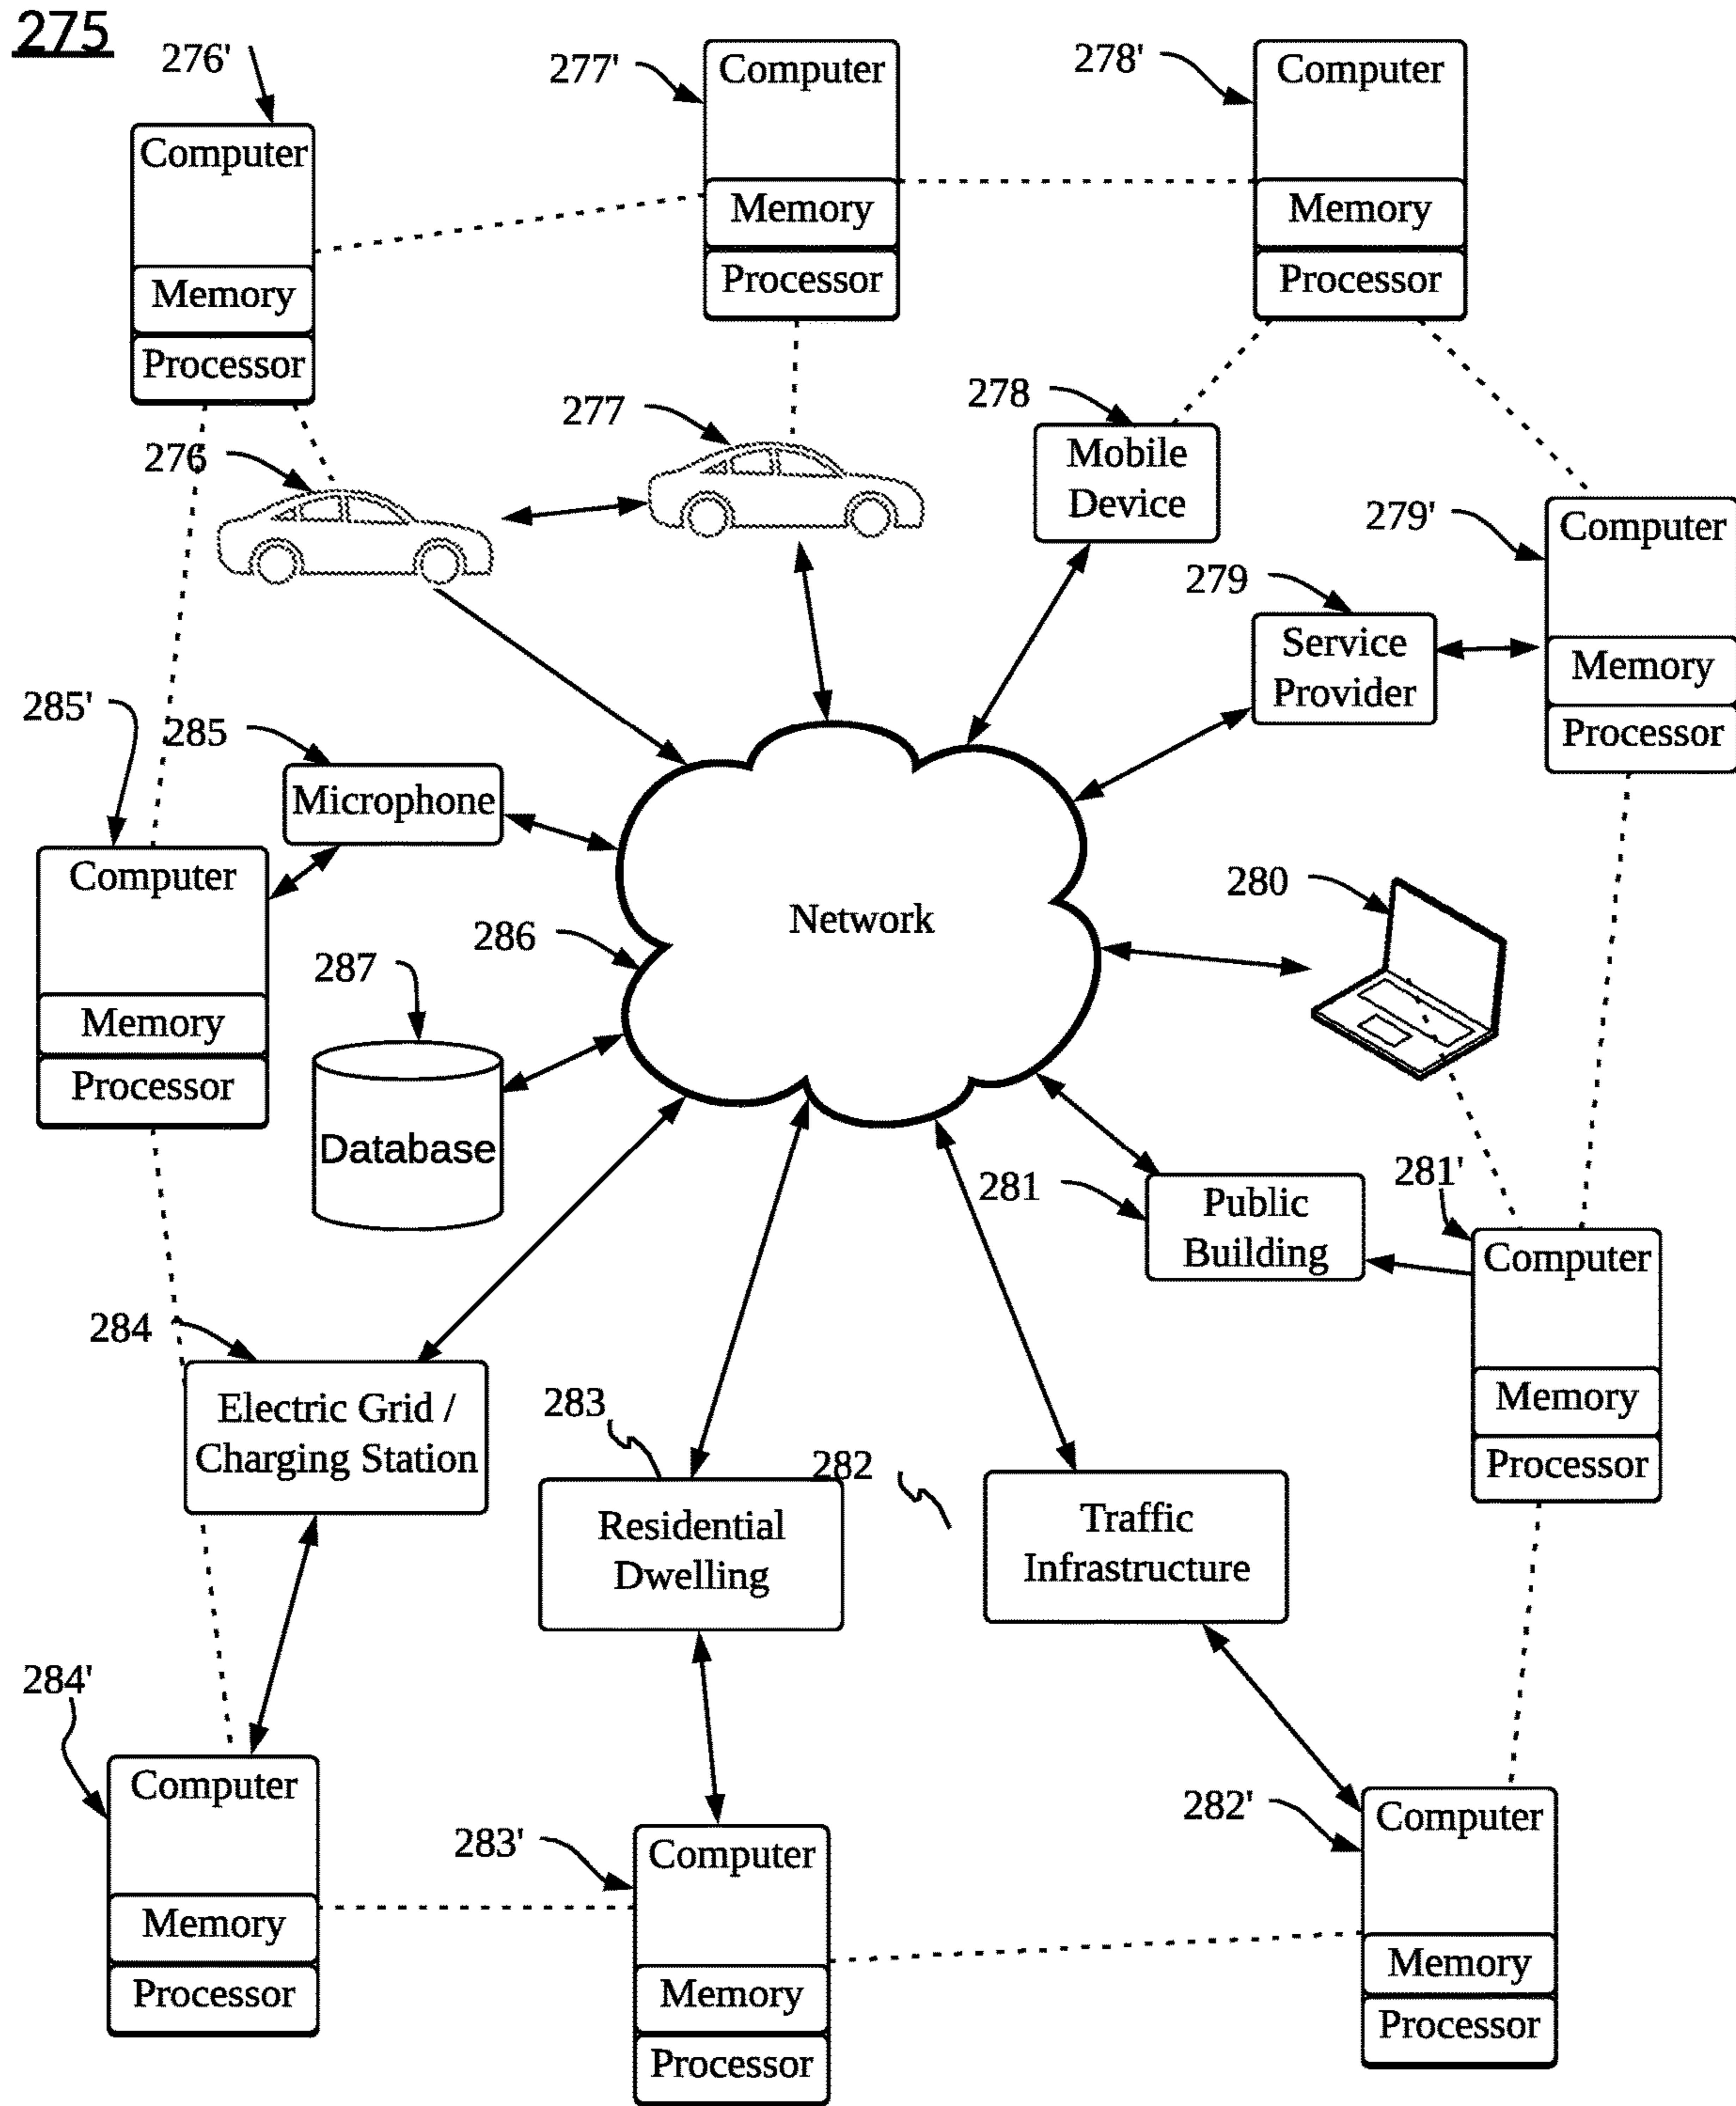 275
276'
277'
278'
Computer
Memory
Processor
Computer
Memory
Processor
Computer
Memory
Processor
276
277
278
Mobile
Device
279'
279
Service
Provider
Computer
Memory
Processor
285'
285
Microphone
Computer
Memory
Processor
286
287
Database
Network
280
281
Public
Building
281'
Computer
Memory
Processor
284
Electric Grid /
Charging Station
283
Residential
Dwelling
282
Traffic
Infrastructure
284'
Computer
Memory
Processor
283'
Computer
Memory
Processor
282'
Computer
Memory
Processor